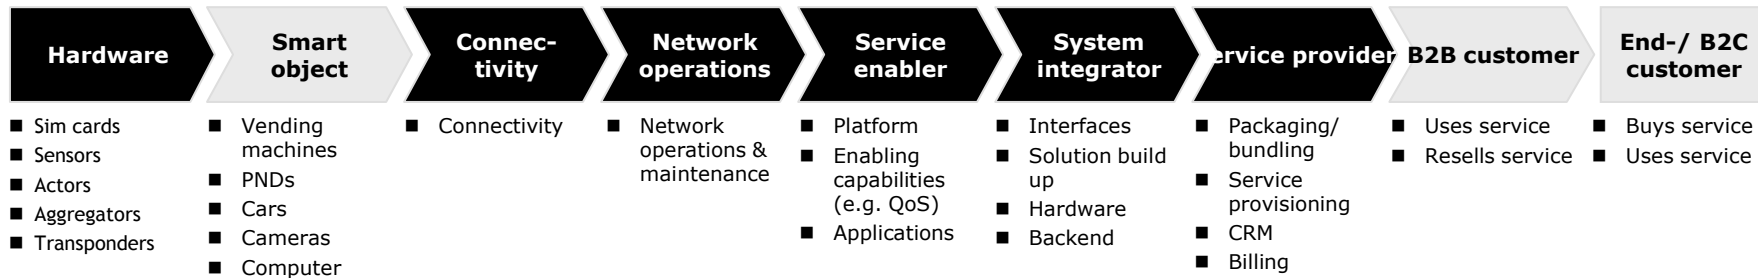 Hardware
Smart
object
Connec-
tivity
Network
operations
Service
enabler
System
integrator
ervice provider
B2B customer
End-/ B2C
customer
Sim cards
Sensors
Actors
Aggregators
Transponders
Vending
machines
PNDs
Cars
Cameras
Computer
Connectivity
Network
operations &
maintenance
Platform
Enabling
capabilities
(e.g. QoS)
Applications
Interfaces
Solution build
up
Hardware
Backend
Packaging/
bundling
Service
provisioning
CRM
Billing
Uses service
Resells service
Buys service
Uses service